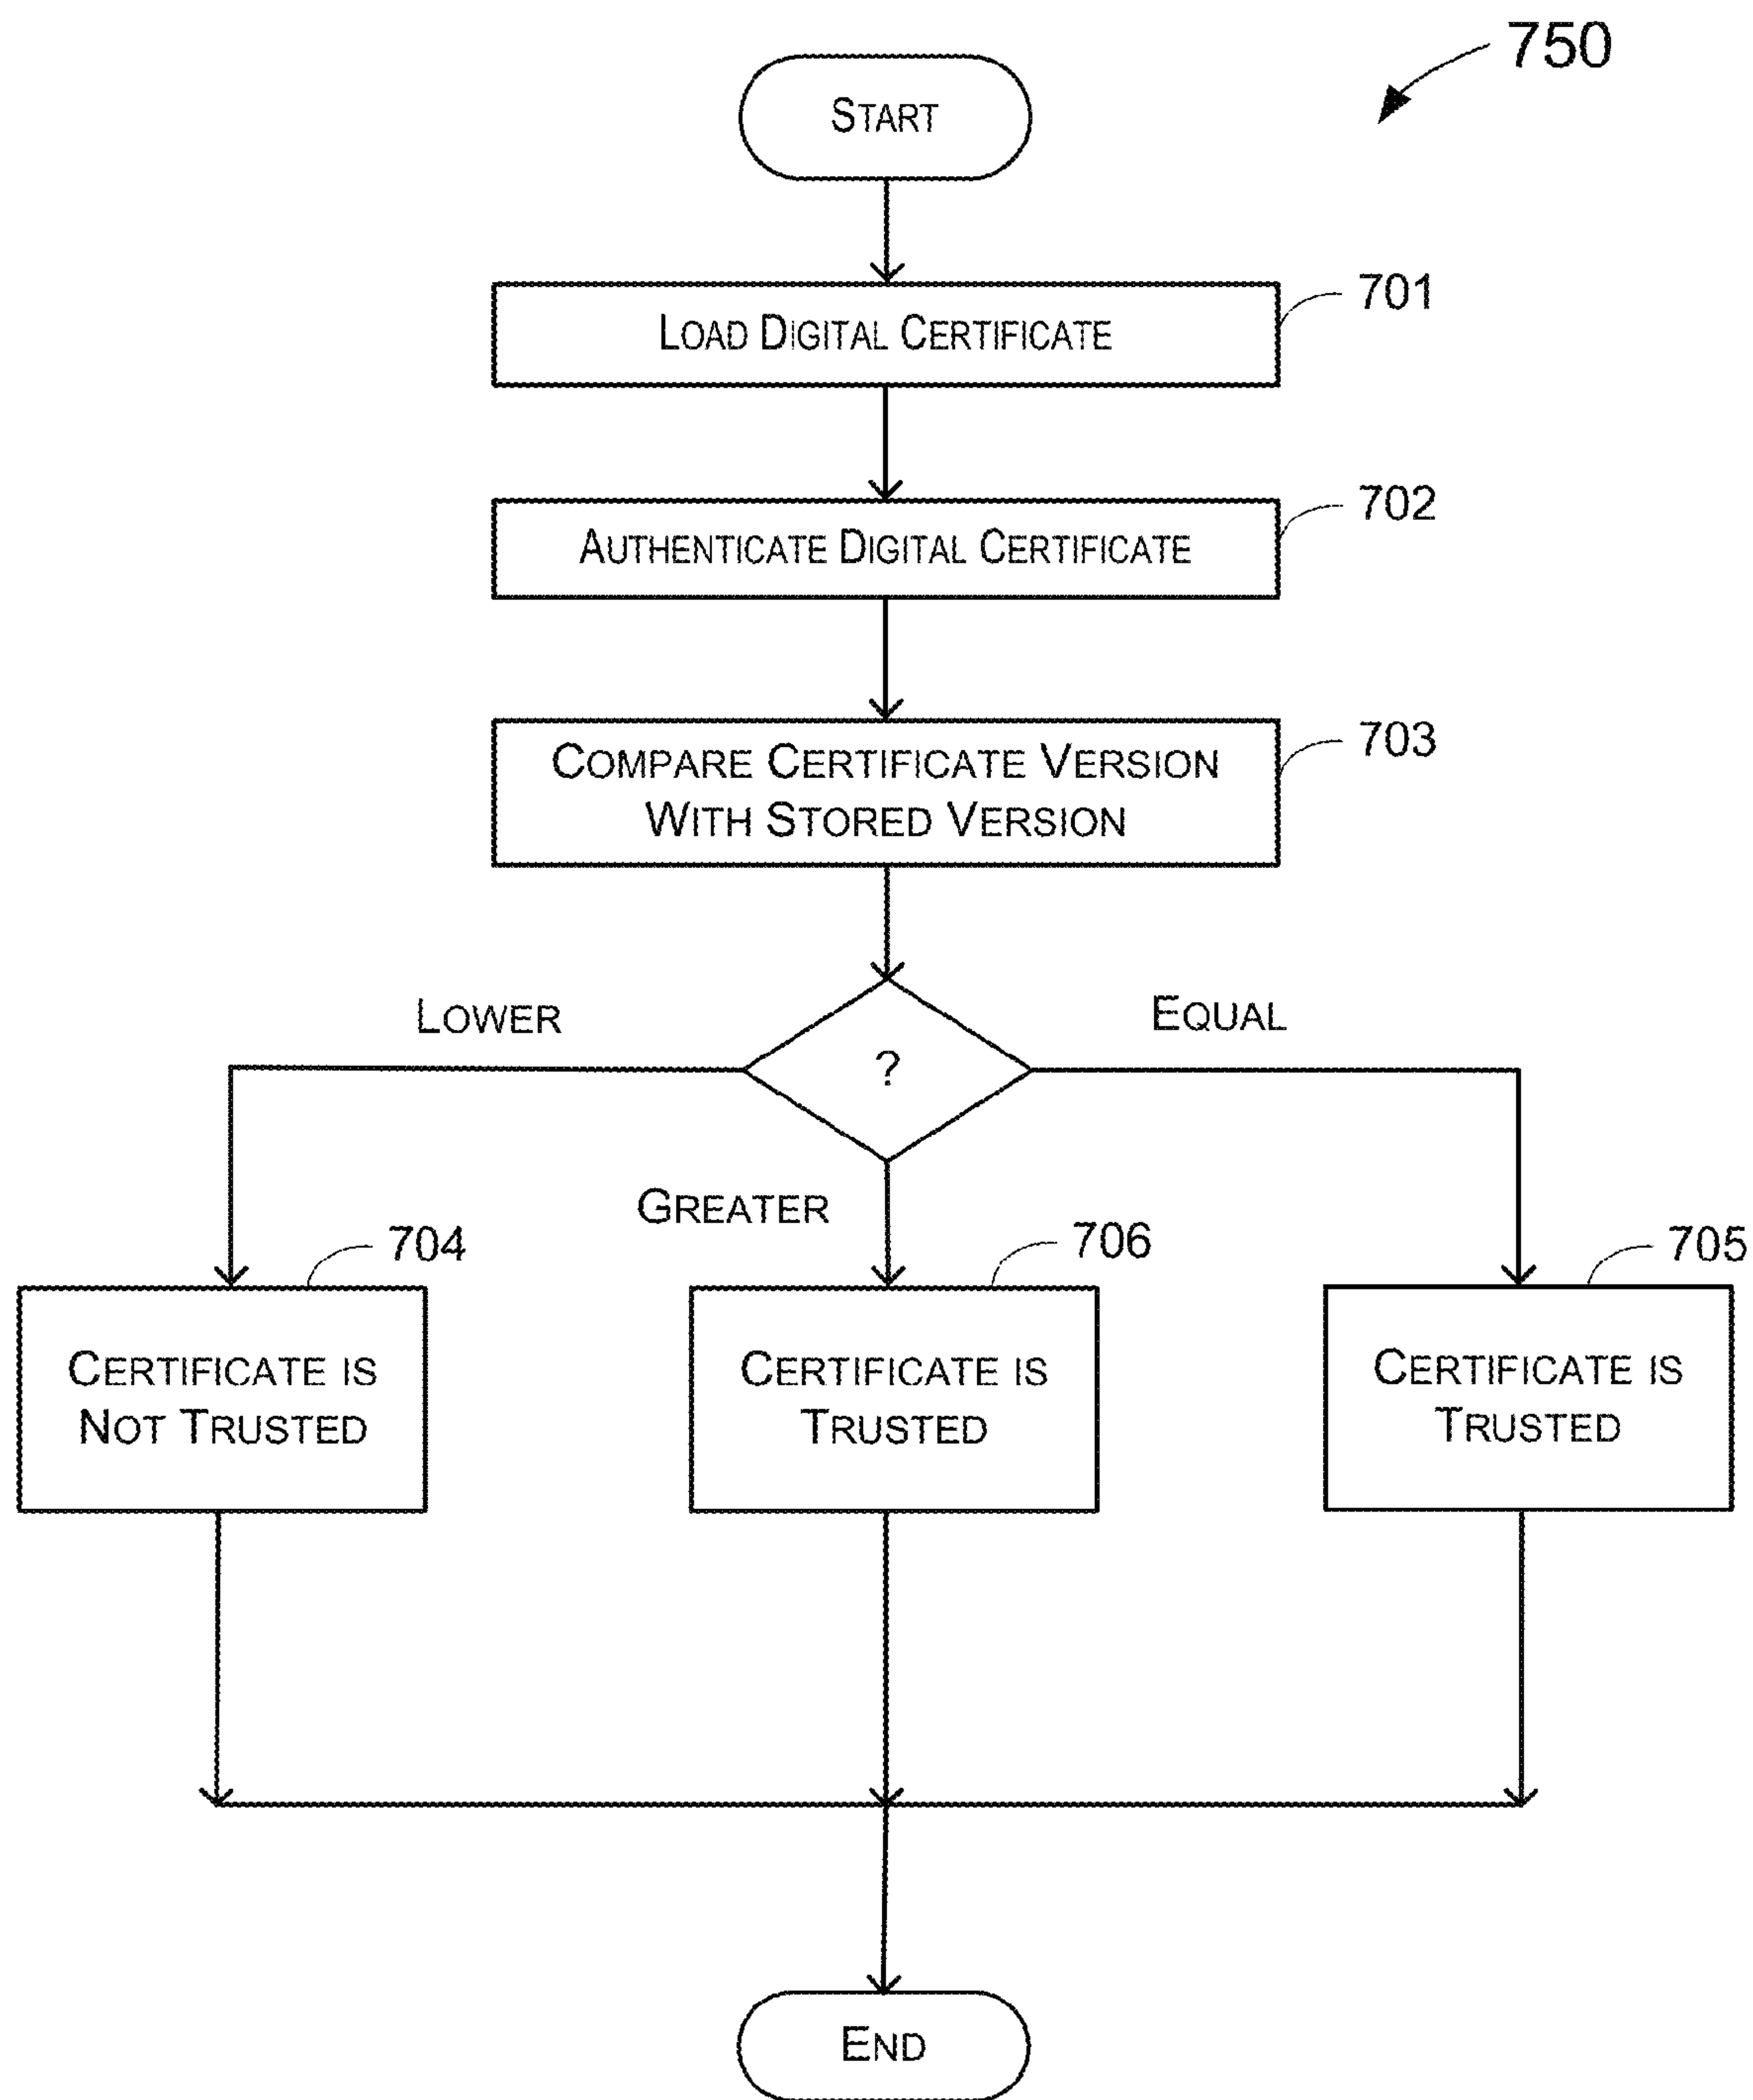 750
START
701
LOAD DIGITAL CERTIFICATE
702
AUTHENTICATE DIGITAL CERTIFICATE
703
COMPARE CERTIFICATE VERSION
WITH STORED VERSION
LOWER
EQUAL
?
GREATER
704
706
705
CERTIFICATE IS
NOT TRUSTED
CERTIFICATE IS
TRUSTED
CERTIFICATE IS
TRUSTED
END